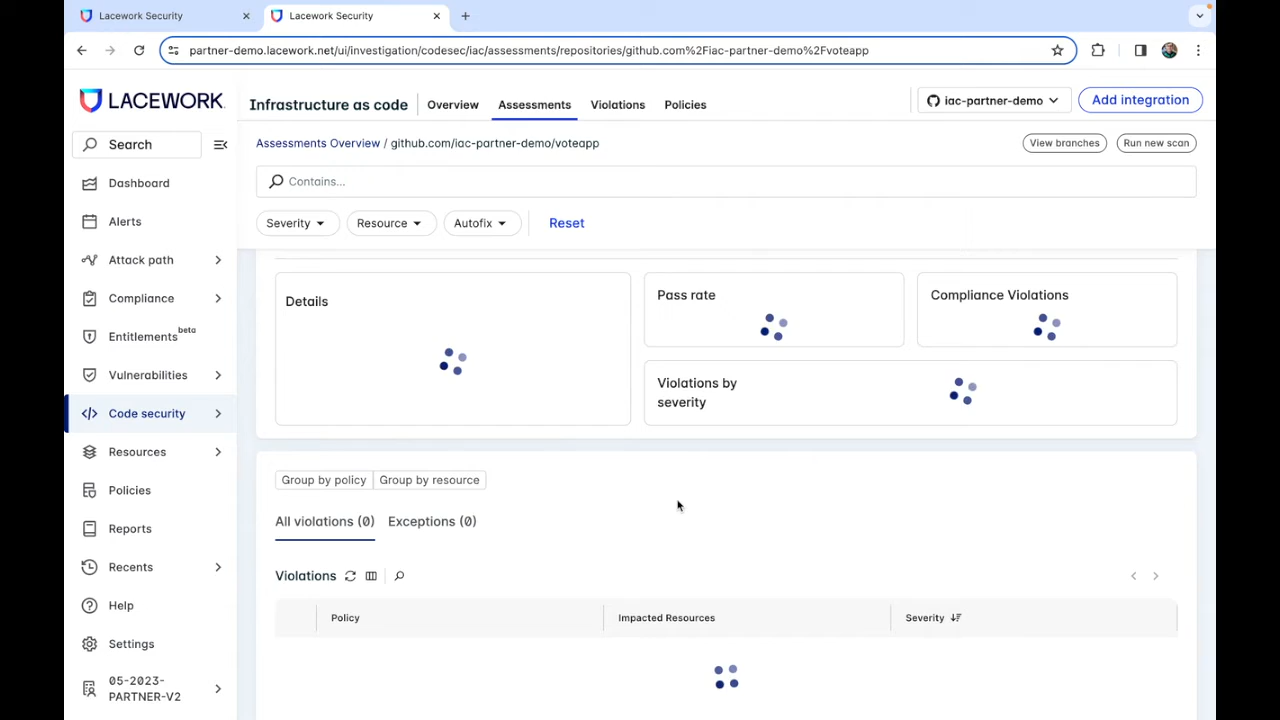 Lacework Security
Lacework Security
partner-demo.lacework.net/ui/investigation/codesec/iac/assessments/repositories/github.com%2Fiac-partner-demo%2Fvoteapp
LACEWORK
Infrastructure as code
Overview
Assessments
Violations
Policies
iac-partner-demo
Add integration
Search
Assessments Overview / github.com/iac-partner-demo/voteapp
View branches
Run new scan
Contains...
Dashboard
Alerts
Attack path
Compliance
Entitlements beta
Vulnerabilities
Code security
Resources
Policies
Reports
Recents
Help
Settings
05-2023-
PARTNER-V2
Severity
Resource
Autofix
Reset
Details
Pass rate
Compliance Violations
Violations by
severity
Group by policy
Group by resource
All violations (0)
Exceptions (0)
Violations
Policy
Impacted Resources
Severity